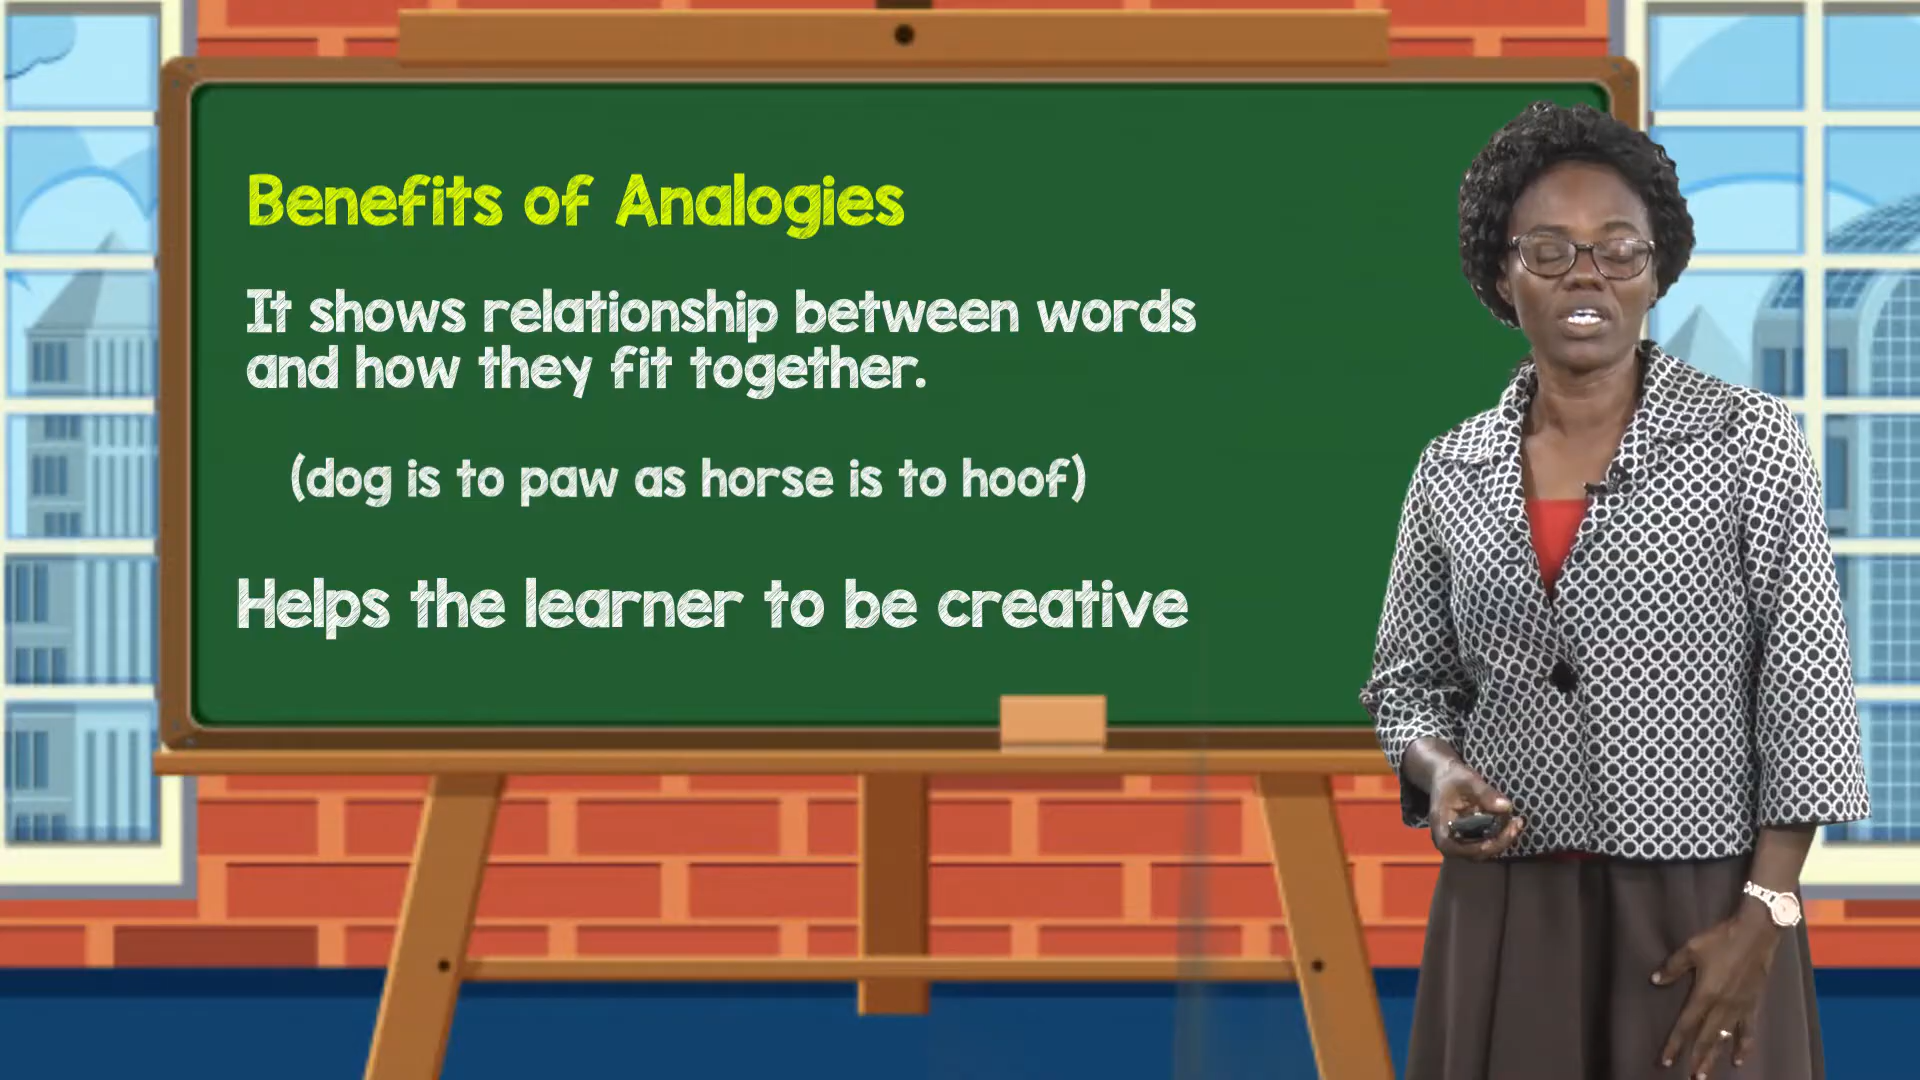 Benefits of Analogies
It shows relationship between words
and how they fit together.
(dog is to paw as horse is to hoof)
Helps the learner to be creative